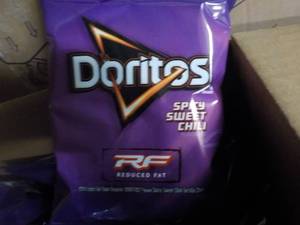 Doritos
SPICY
SWEET
CHILI
RF
REDUCED FAT